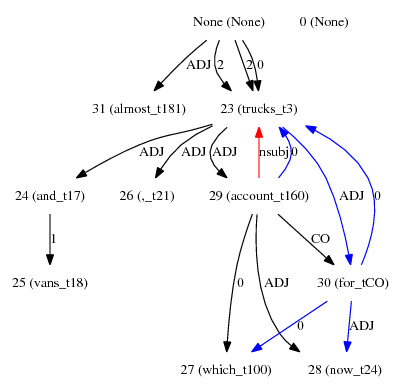 None (None) 0 (None)
ADJ 2 2 0
31 (almost_t181) 23 (trucks_t3)
ADJ ADJ ADJ nsubj 0 ADJ 0
24 (and_t17) 26 (,_t21) 29 (account_t160)
1 0 ADJ CO
25 (vans_t18) 30 (for_tCO)
0 ADJ
27 (which_t100) 28 (now_t24)